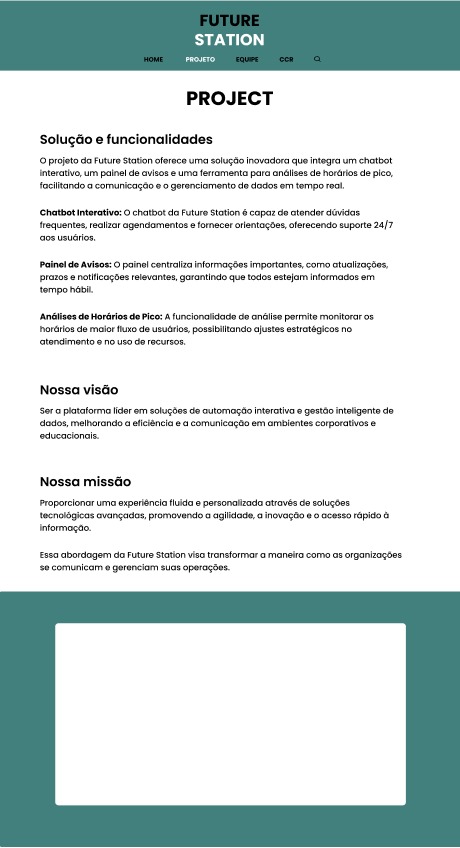 FUTURE
STATION
HOME PROJETO EQUIPE CCR
PROJECT
Solução e funcionalidades
O projeto da Future Station oferece uma solução inovadora que integra um chatbot
interativo, um painel de avisos e uma ferramenta para análises de horários de pico,
facilitando a comunicação e o gerenciamento de dados em tempo real.
Chatbot Interativo: O chatbot da Future Station é capaz de atender dúvidas
frequentes, realizar agendamentos e fornecer orientações, oferecendo suporte 24/7
aos usuários.
Painel de Avisos: O painel centraliza informações importantes, como atualizações,
prazos e notificações relevantes, garantindo que todos estejam informados em
tempo hábil.
Análises de Horários de Pico: A funcionalidade de análise permite monitorar os
horários de maior fluxo de usuários, possibilitando ajustes estratégicos no
atendimento e no uso de recursos.
Nossa visão
Ser a plataforma líder em soluções de automação interativa e gestão inteligente de
dados, melhorando a eficiência e a comunicação em ambientes corporativos e
educacionais.
Nossa missão
Proporcionar uma experiência fluida e personalizada através de soluções
tecnológicas avançadas, promovendo a agilidade, a inovação e o acesso rápido à
informação.
Essa abordagem da Future Station visa transformar a maneira como as organizações
se comunicam e gerenciam suas operações.